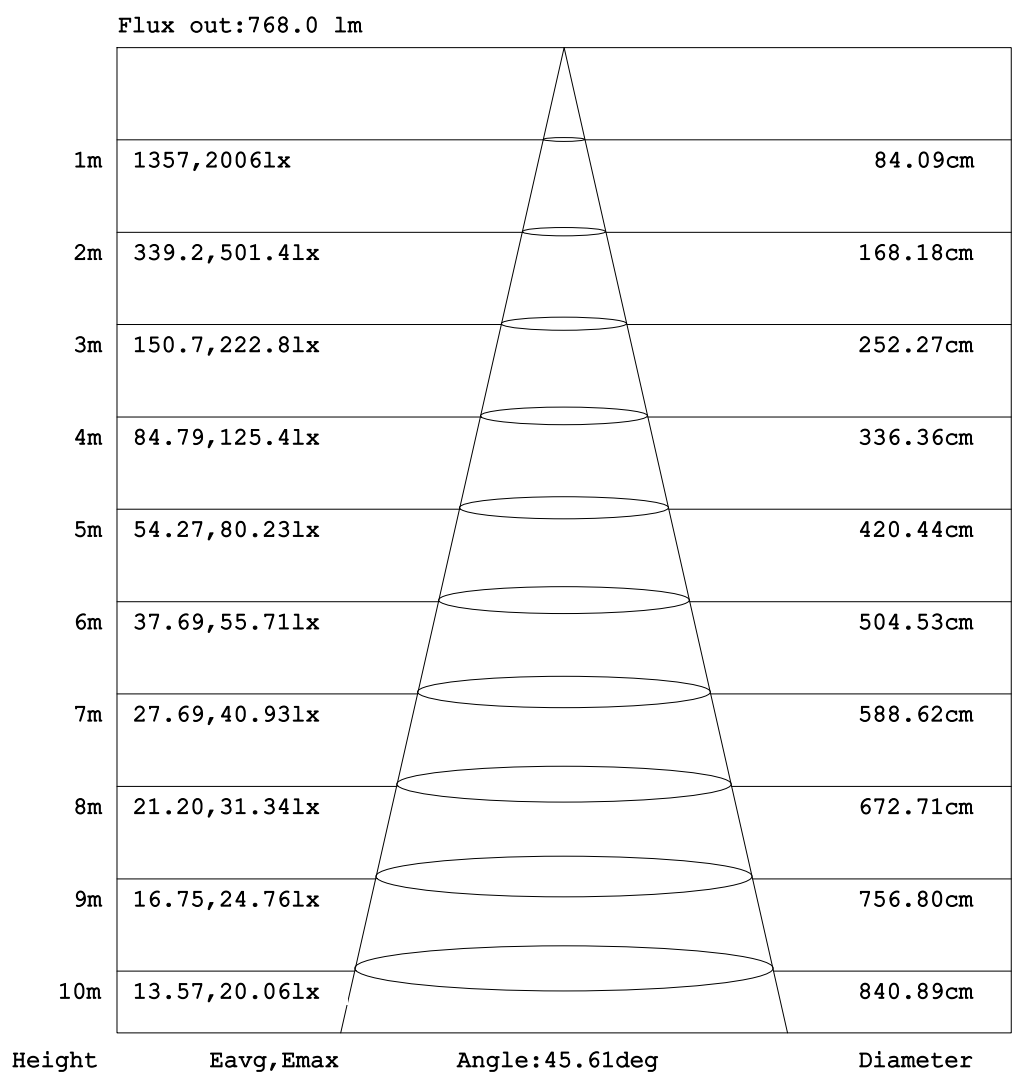 Flux out:768.0 lm
1m 1357,2006lx 84.09cm
2m 339.2,501.4lx 168.18cm
3m 150.7,222.8lx 252.27cm
4m 84.79,125.4lx 336.36cm
5m 54.27,80.23lx 420.44cm
6m 37.69,55.71lx 504.53cm
7m 27.69,40.93lx 588.62cm
8m 21.20,31.34lx 672.71cm
9m 16.75,24.76lx 756.80cm
10m 13.57,20.06lx 840.89cm
Height Eavg,Emax Angle:45.61deg Diameter